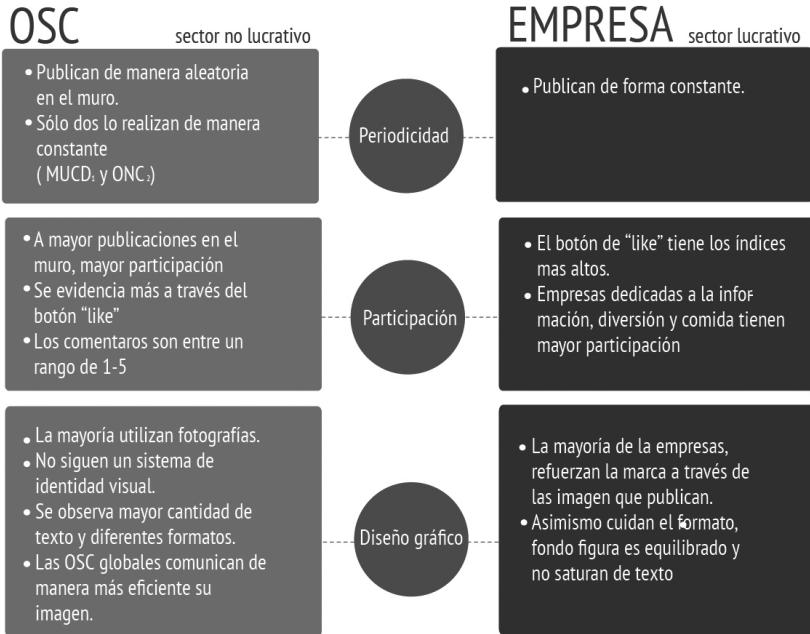 OSC
sector no lucrativo
EMPRESA
sector lucrativo
• Publican de manera aleatoria
en el muro.
• Sólo dos lo realizan de manera
constante
( MUCD₁ y ONC₂)
Periodicidad
• Publican de forma constante.
• A mayor publicaciones en el
muro, mayor participación
• Se evidencia más a través del
botón “like”
• Los comentaros son entre un
rango de 1-5
Participación
• El botón de “like” tiene los índices
mas altos.
• Empresas dedicadas a la infor
mación, diversión y comida tienen
mayor participación
• La mayoría utilizan fotografías.
• No siguen un sistema de
identidad visual.
• Se observa mayor cantidad de
texto y diferentes formatos.
• Las OSC globales comunican de
manera más eficiente su
imagen.
Diseño gráfico
• La mayoría de la empresas,
refuerzan la marca a través de
las imagen que publican.
• Asimismo cuidan el formato,
fondo figura es equilibrado y
no saturan de texto